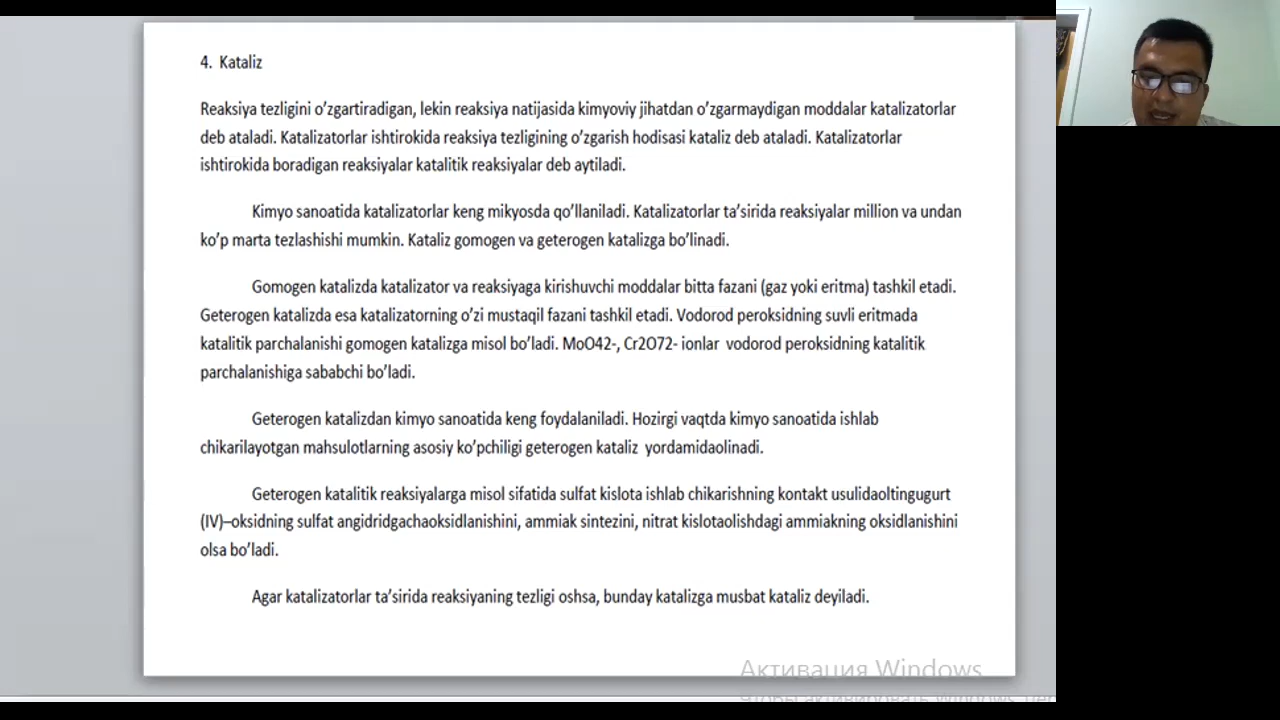 4. Kataliz
Reaksiya tezligini o’zgartiradigan, lekin reaksiya natijasida kimyoviy jihatdan o’zgarmaydigan moddalar katalizatorlar
deb ataladi. Katalizatorlar ishtirokida reaksiya tezligining o’zgarish hodisasi kataliz deb ataladi. Katalizatorlar
ishtirokida boradigan reaksiyalar katalitik reaksiyalar deb aytiladi.
Kimyo sanoatida katalizatorlar keng mikyosda qo’llaniladi. Katalizatorlar ta’sirida reaksiyalar million va undan
ko’p marta tezlashishi mumkin. Kataliz gomogen va geterogen katalizga bo’linadi.
Gomogen katalizda katalizator va reaksiyaga kirishuvchi moddalar bitta fazani (gaz yoki eritma) tashkil etadi.
Geterogen katalizda esa katalizatorning o’zi mustaqil fazani tashkil etadi. Vodorod peroksidning suvli eritmada
katalitik parchalanishi gomogen katalizga misol bo’ladi. MoO42-, Cr2O72- ionlar vodorod peroksidning katalitik
parchalanishiga sababchi bo’ladi.
Geterogen katalizdan kimyo sanoatida keng foydalaniladi. Hozirgi vaqtda kimyo sanoatida ishlab
chikarilayotgan mahsulotlarning asosiy ko’pchiligi geterogen kataliz yordamidaolinadi.
Geterogen katalitik reaksiyalarga misol sifatida sulfat kislota ishlab chikarishning kontakt usulidaoltingugurt
(IV)–oksidning sulfat angidridgachaoksidlanishini, ammiak sintezini, nitrat kislotaolishdagi ammiakning oksidlanishini
olsa bo’ladi.
Agar katalizatorlar ta’sirida reaksiyaning tezligi oshsa, bunday katalizga musbat kataliz deyiladi.
Активация Windows
Чтобы активировать Windows, пер